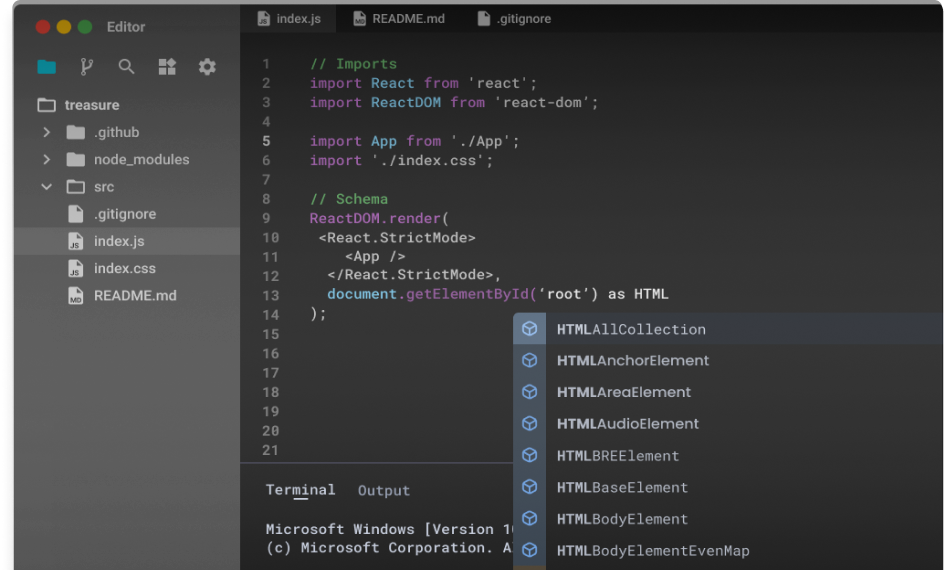 Editor
index.js
README.md
.gitignore
treasure
.github
node_modules
src
.gitignore
index.js
index.css
README.md
1 // Imports
2 import React from 'react';
3 import ReactDOM from 'react-dom';
4
5 import App from './App';
6 import './index.css';
7
8 // Schema
9 ReactDOM.render(
10 <React.StrictMode>
11 <App />
12 </React.StrictMode>,
13 document.getElementById(‘root’) as HTML
14 );
15
16
17
18
19
20
21
HTMLAllCollection
HTMLAnchorElement
HTMLAreaElement
HTMLAudioElement
HTMLBREElement
HTMLBaseElement
HTMLBodyElement
HTMLBodyElementEvenMap
Terminal Output
Microsoft Windows [Version
(c) Microsoft Corporation.